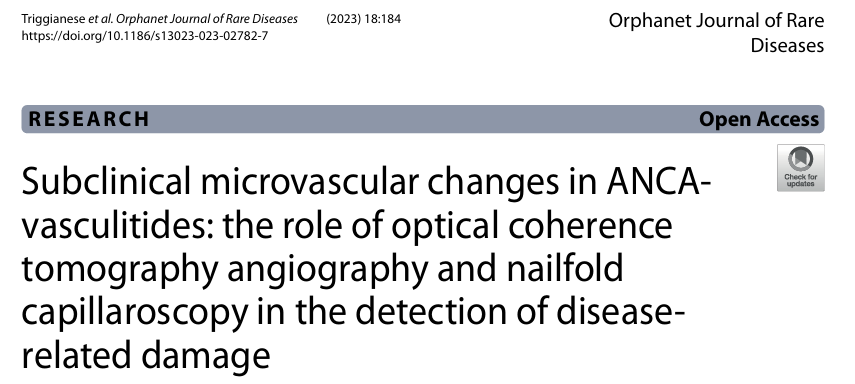 Triggianese et al. Orphanet Journal of Rare Diseases (2023) 18:184
https://doi.org/10.1186/s13023-023-02782-7
Orphanet Journal of Rare
Diseases
RESEARCH Open Access
Check for
updates
Subclinical microvascular changes in ANCA-
vasculitides: the role of optical coherence
tomography angiography and nailfold
capillaroscopy in the detection of disease-
related damage